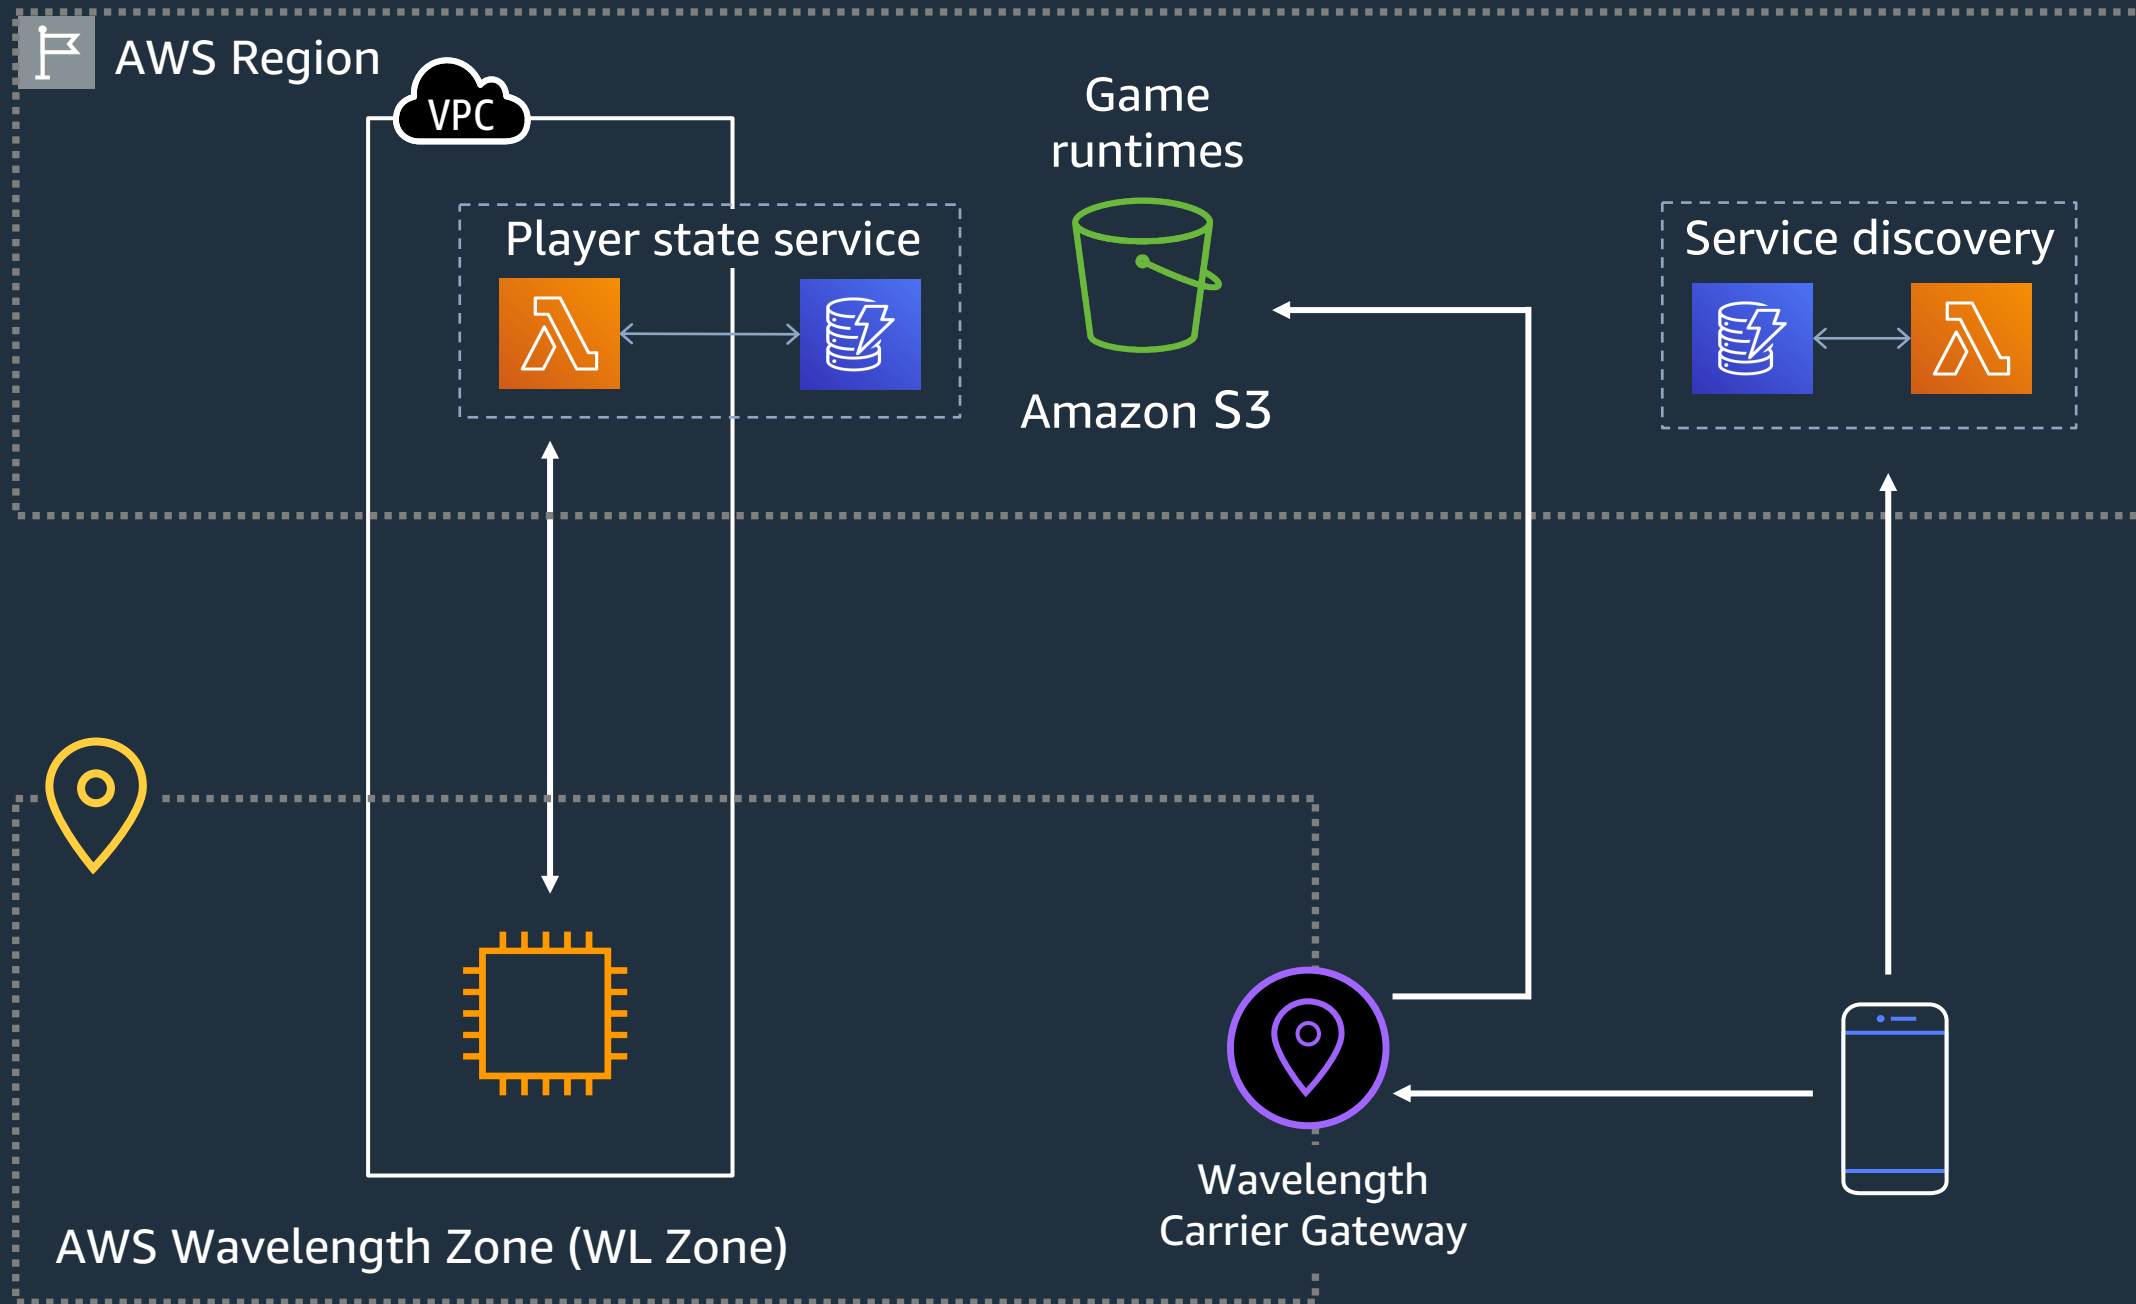 AWS Region
VPC
Game
runtimes
Player state service
Service discovery
Amazon S3
Wavelength
Carrier Gateway
AWS Wavelength Zone (WL Zone)